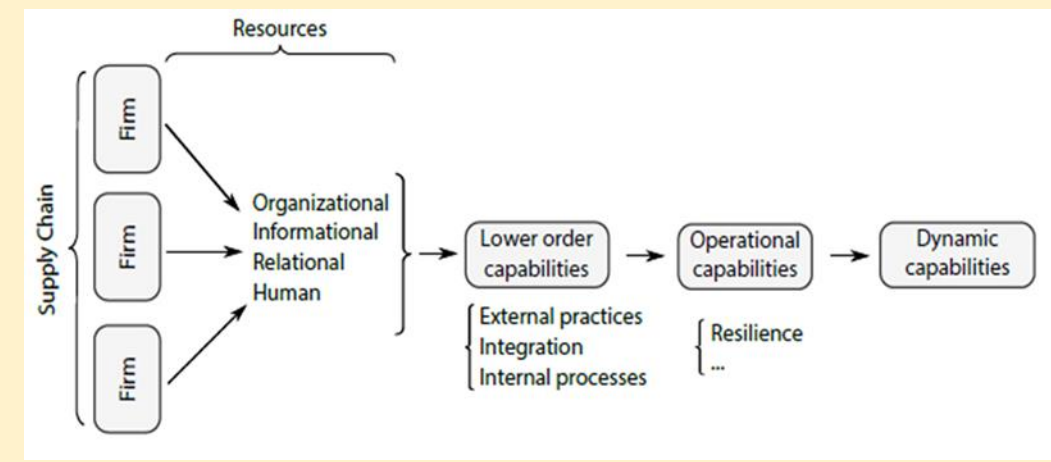 Resources
Supply Chain
Firm
Firm
Firm
Organizational
Informational
Relational
Human
Lower order
capabilities
External practices
Integration
Internal processes
Operational
capabilities
Resilience
...
Dynamic
capabilities